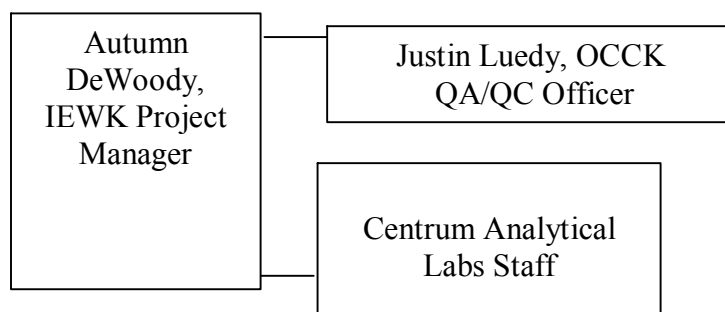 Autumn
DeWoody,
IEWK Project
Manager
Justin Luedy, OCCK
QA/QC Officer
Centrum Analytical
Labs Staff